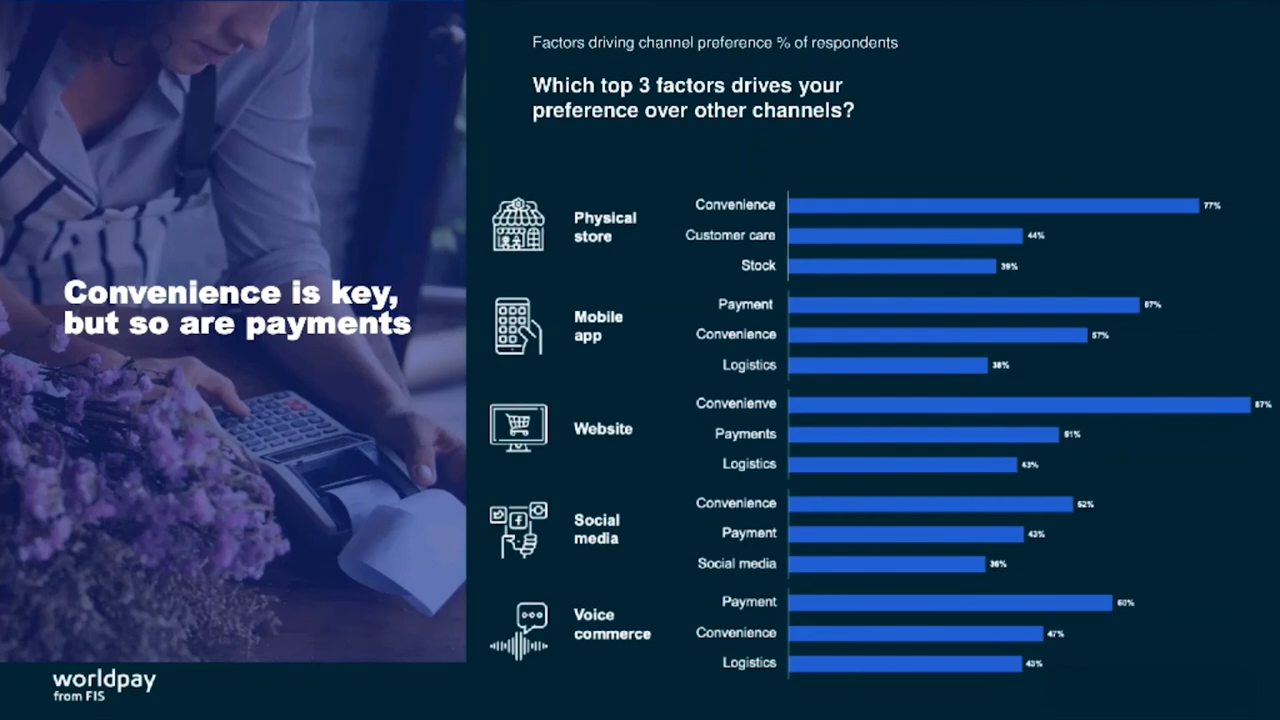 Convenience is key,
but so are payments
worldpay
from FIS
Factors driving channel preference % of respondents
Which top 3 factors drives your
preference over other channels?
Physical
store
Convenience 77%
Customer care 44%
Stock 39%
Mobile
app
Payment 67%
Convenience 57%
Logistics 38%
Website
Convenienve 87%
Payments 51%
Logistics 43%
Social
media
Convenience 52%
Payment 43%
Social media 36%
Voice
commerce
Payment 60%
Convenience 47%
Logistics 43%